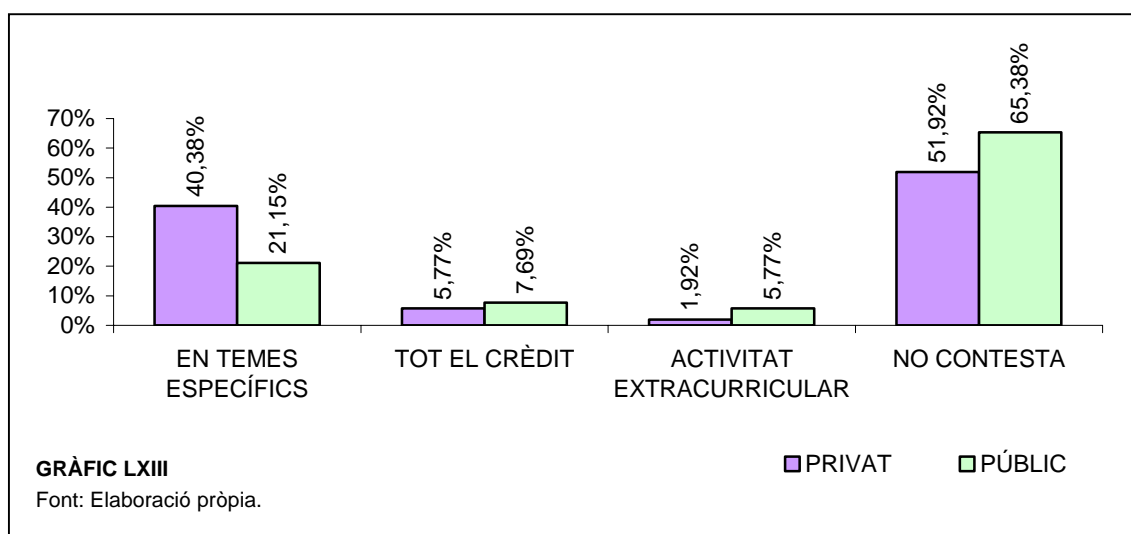 70%
60%
50%
40%
30%
20%
10%
0%
40,38%
21,15%
5,77%
7,69%
1,92%
5,77%
51,92%
65,38%
EN TEMES
ESPECÍFICS
TOT EL CRÈDIT
ACTIVITAT
EXTRACURRICULAR
NO CONTESTA
GRÀFIC LXIII
Font: Elaboració pròpia.
PRIVAT
PÚBLIC